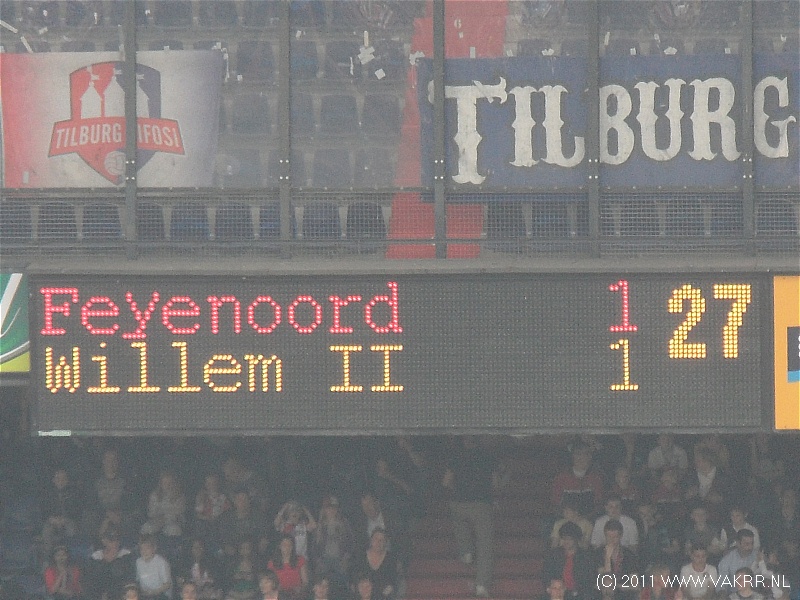 TILBURG
TILBURG
Feyenoord 1 27
Willem II 1
(C) 2011 WWW.VAKRR.NL